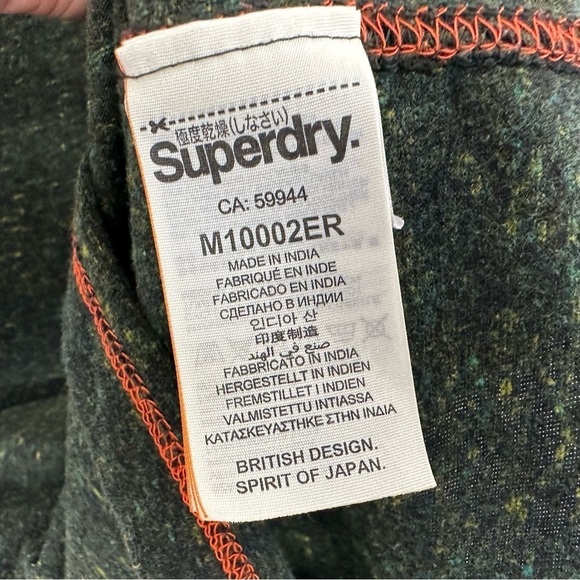 極度乾燥(しなさい)
Superdry.
CA: 59944
M10002ER
MADE IN INDIA
FABRIQUÉ EN INDE
FABRICADO EN INDIA
СДЕЛАНО В ИНДИИ
인디아 산
印度制造
صنع في الهند
FABBRICATO IN INDIA
HERGESTELLT IN INDIEN
FREMSTILLET I INDIEN
VALMISTETTU INTIASSA
ΚΑΤΑΣΚΕΥΑΣΤΗΚΕ ΣΤΗΝ ΙΝΔΙΑ
BRITISH DESIGN.
SPIRIT OF JAPAN.